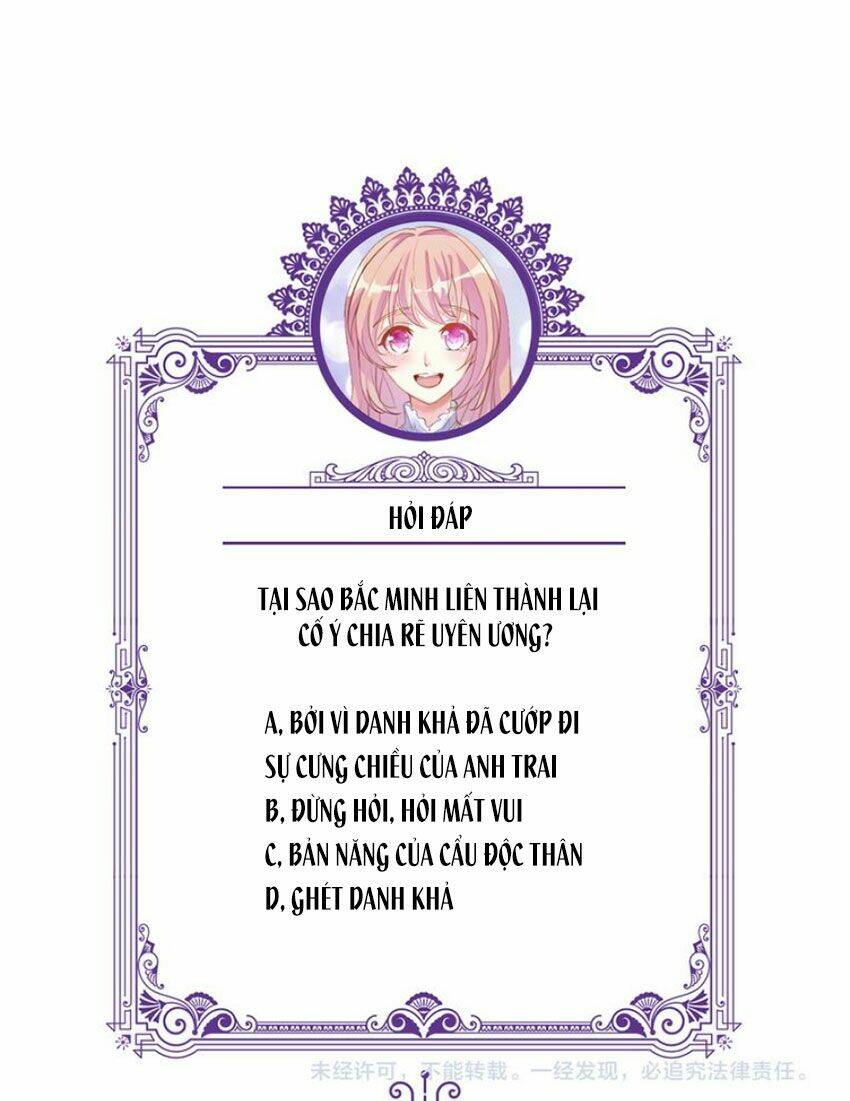 HỎI ĐÁP
TẠI SAO BẮC MINH LIÊN THÀNH LẠI
CỐ Ý CHIA RẼ UYÊN ƯƠNG?
A, BỞI VÌ DANH KHẢ ĐÃ CƯỚP ĐI
SỰ CƯNG CHIỀU CỦA ANH TRAI
B, ĐỪNG HỎI, HỎI MẤT VUI
C, BẢN NĂNG CỦA CẨU ĐỘC THÂN
D, GHÉT DANH KHẢ
未经许可，不能转载。一经发现，必追究法律责任。